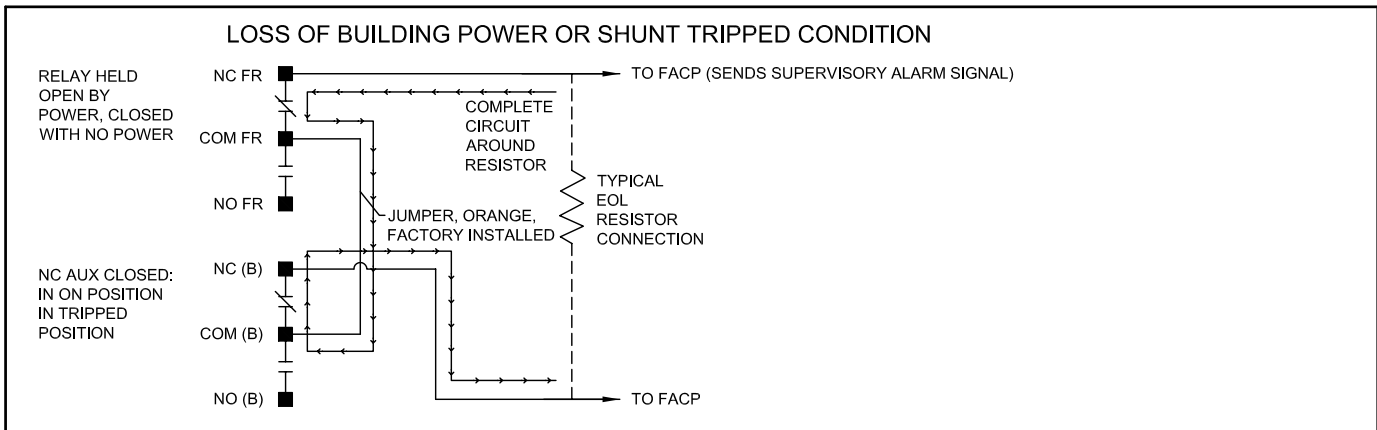 LOSS OF BUILDING POWER OR SHUNT TRIPPED CONDITION
RELAY HELD
OPEN BY
POWER, CLOSED
WITH NO POWER
NC FR
COM FR
NO FR
TO FACP (SENDS SUPERVISORY ALARM SIGNAL)
COMPLETE
CIRCUIT
AROUND
RESISTOR
TYPICAL
EOL
RESISTOR
CONNECTION
JUMPER, ORANGE,
FACTORY INSTALLED
NC AUX CLOSED:
IN ON POSITION
IN TRIPPED
POSITION
NC (B)
COM (B)
NO (B)
TO FACP